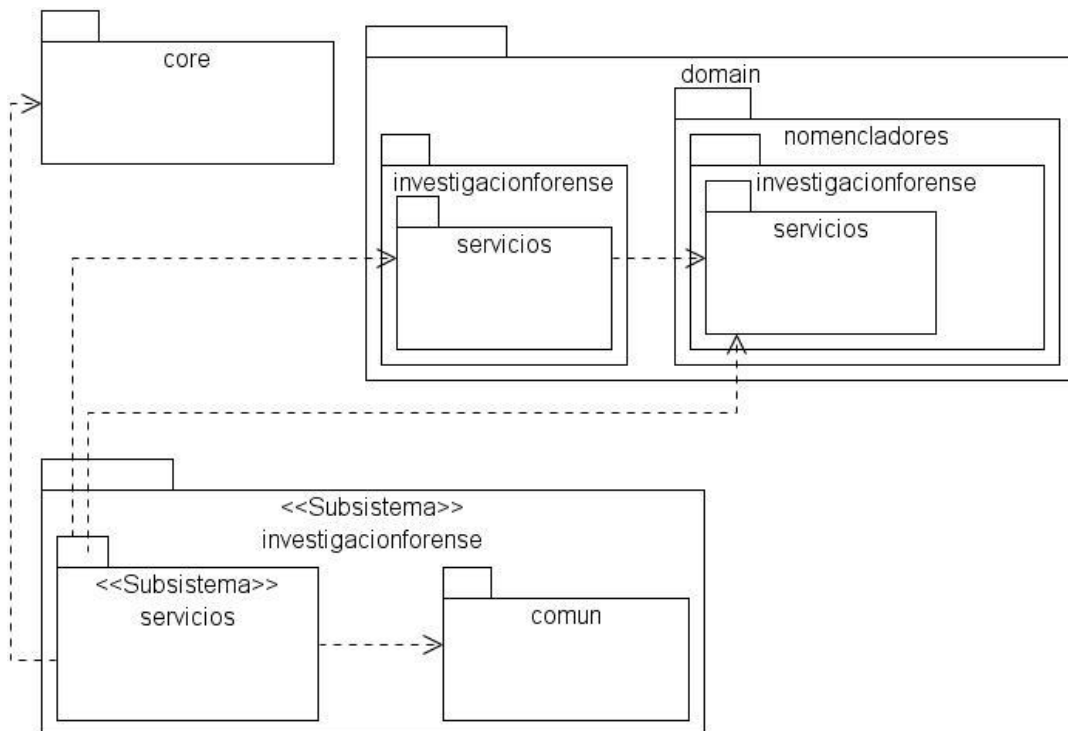 core
domain
nomencladores
investigacionforense
investigacionforense
servicios
servicios
<<Subsistema>>
investigacionforense
<<Subsistema>>
servicios
comun